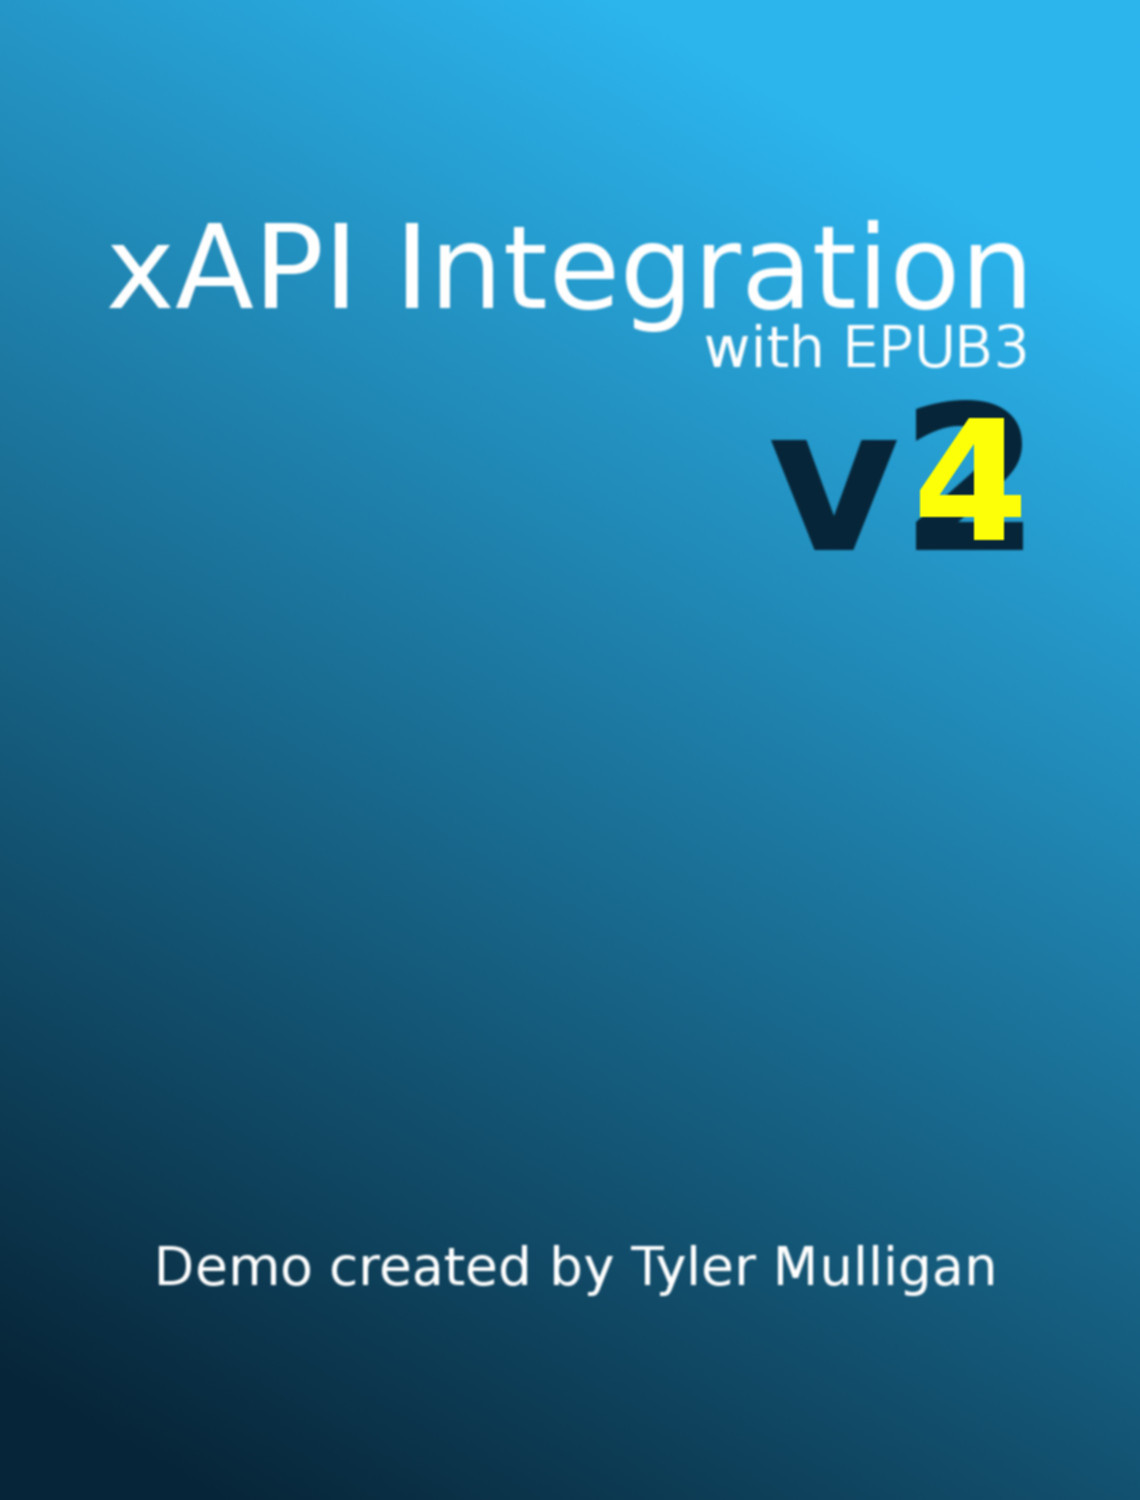 xAPI Integration
with EPUB3
v24
Demo created by Tyler Mulligan